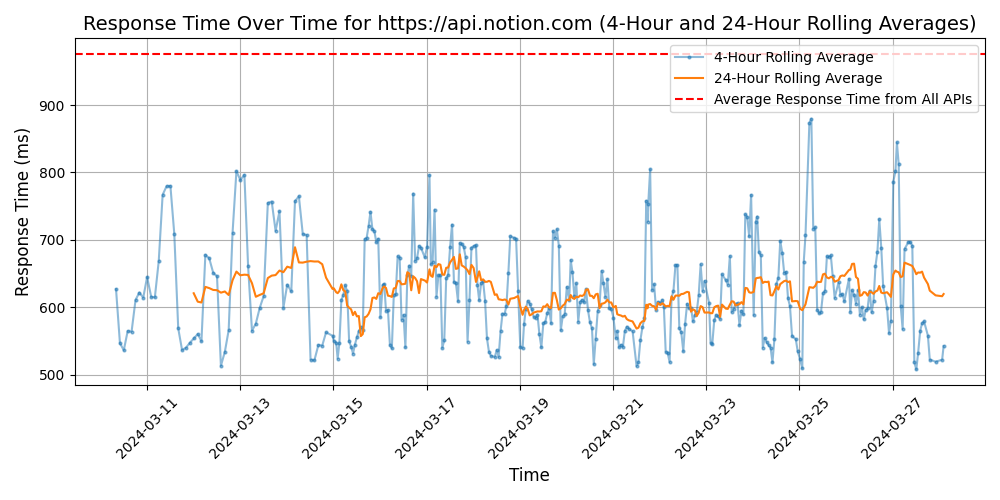 Response Time Over Time for https://api.notion.com (4-Hour and 24-Hour Rolling Averages)
4-Hour Rolling Average
24-Hour Rolling Average
Average Response Time from All APIs
Response Time (ms)
900
800
700
600
500
2024-03-11
2024-03-13
2024-03-15
2024-03-17
2024-03-19
2024-03-21
2024-03-23
2024-03-25
2024-03-27
Time